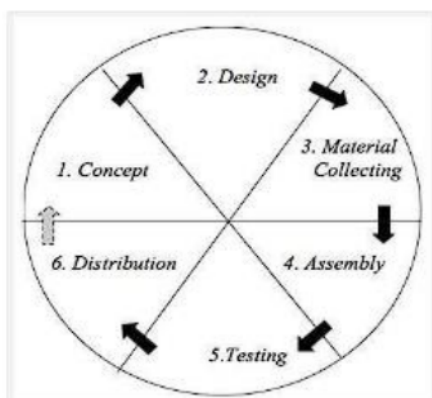 1. Concept
2. Design
3. Material
Collecting
4. Assembly
5.Testing
6. Distribution